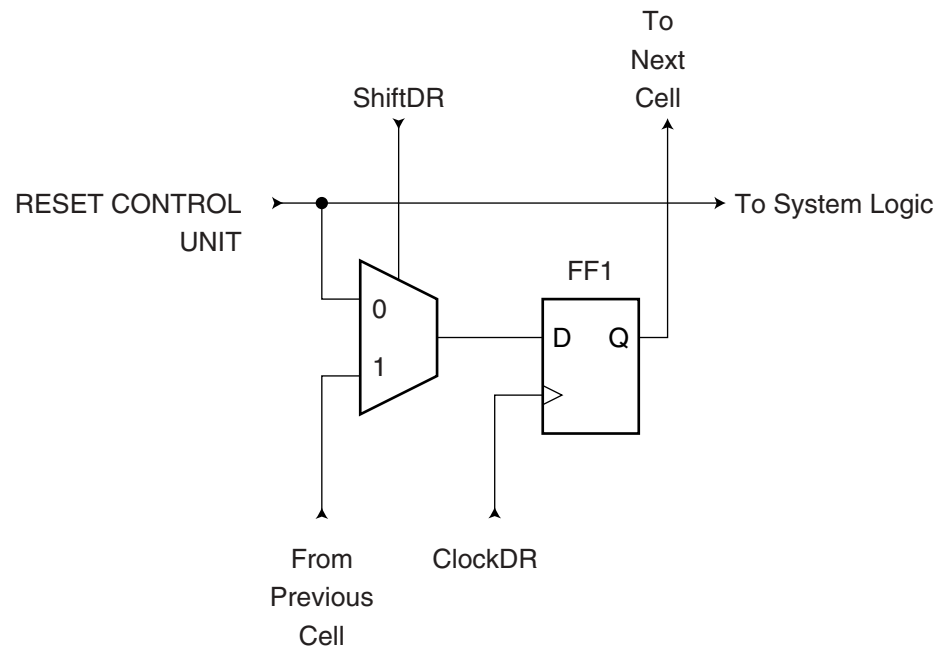 To
Next
Cell
ShiftDR
RESET CONTROL
UNIT
To System Logic
FF1
0
D Q
1
From
Previous
Cell
ClockDR